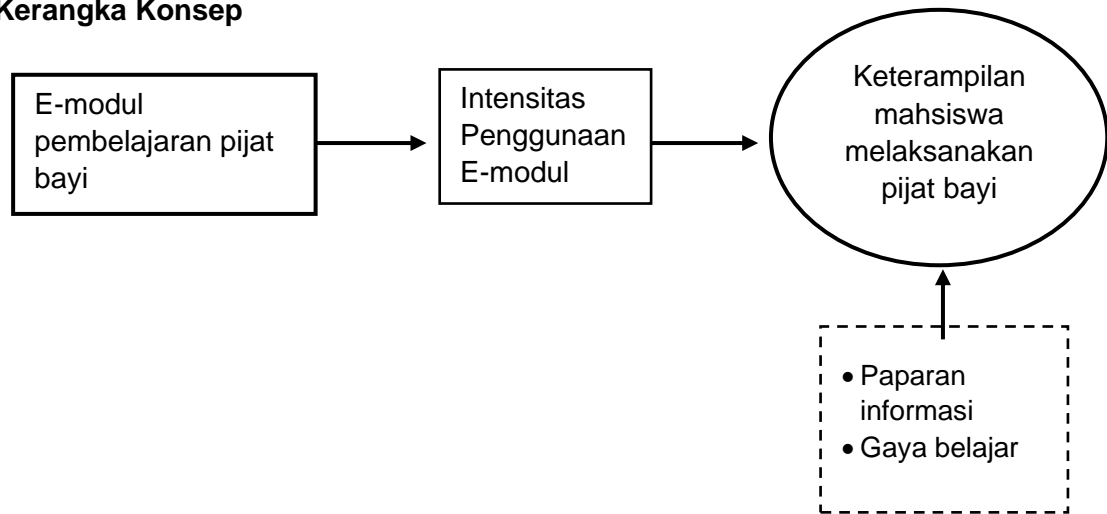 Kerangka Konsep
E-modul
pembelajaran pijat
bayi
Intensitas
Penggunaan
E-modul
Keterampilan
mahsiswa
melaksanakan
pijat bayi
• Paparan
informasi
• Gaya belajar